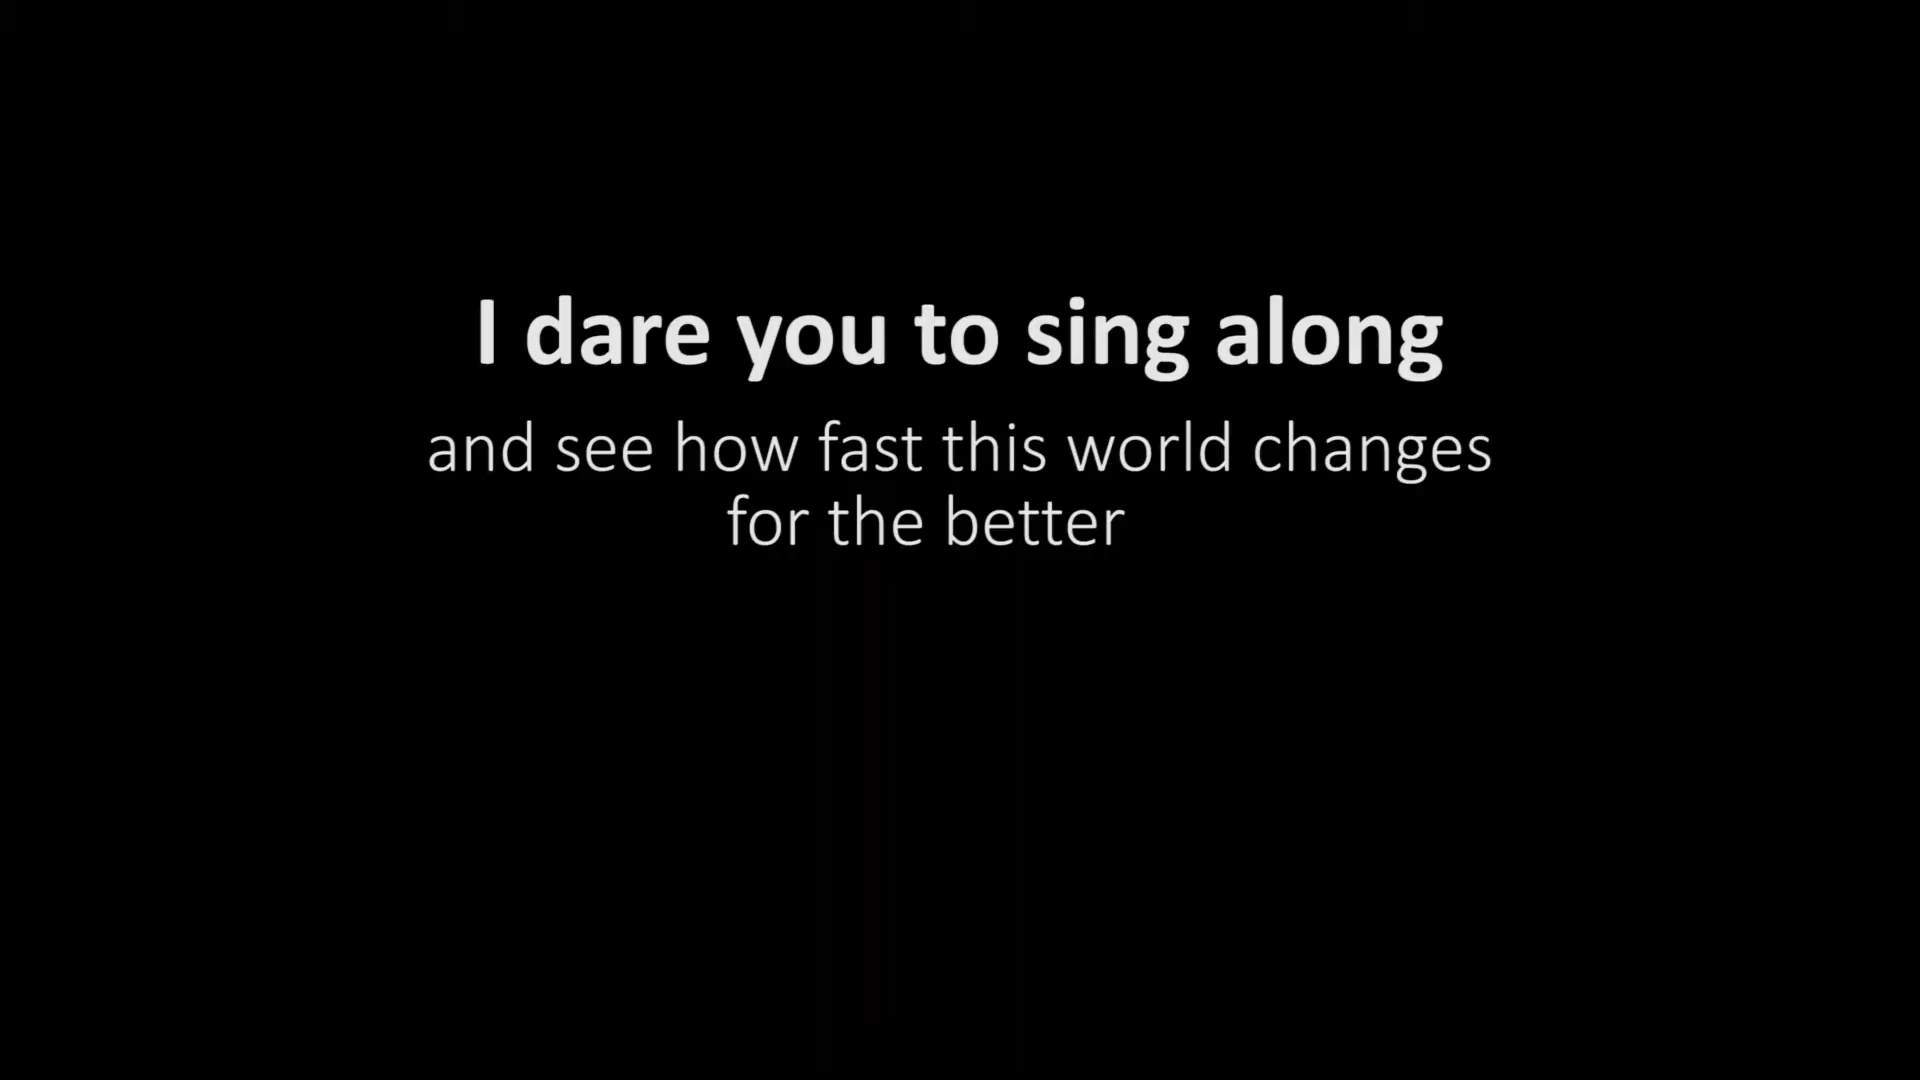 I dare you to sing along
and see how fast this world changes
for the better